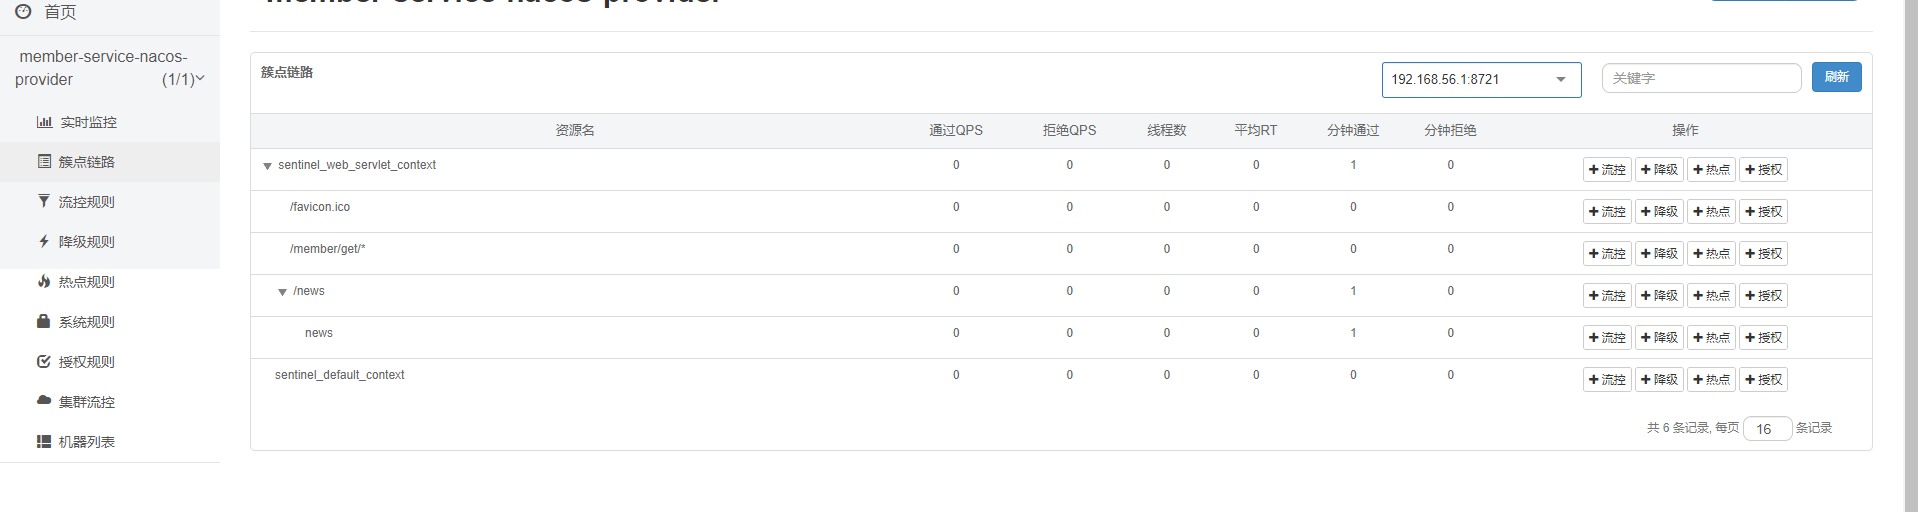 首页
member-service-nacos-provider
member-service-nacos-
provider (1/1)
实时监控
簇点链路
流控规则
降级规则
热点规则
系统规则
授权规则
集群流控
机器列表
簇点链路 192.168.56.1:8721 关键字 刷新
资源名 通过QPS 拒绝QPS 线程数 平均RT 分钟通过 分钟拒绝 操作
sentinel_web_servlet_context 0 0 0 0 1 0 +流控 +降级 +热点 +授权
/favicon.ico 0 0 0 0 0 0 +流控 +降级 +热点 +授权
/member/get/* 0 0 0 0 0 0 +流控 +降级 +热点 +授权
/news 0 0 0 0 1 0 +流控 +降级 +热点 +授权
news 0 0 0 0 1 0 +流控 +降级 +热点 +授权
sentinel_default_context 0 0 0 0 0 0 +流控 +降级 +热点 +授权
共 6 条记录, 每页 16 条记录